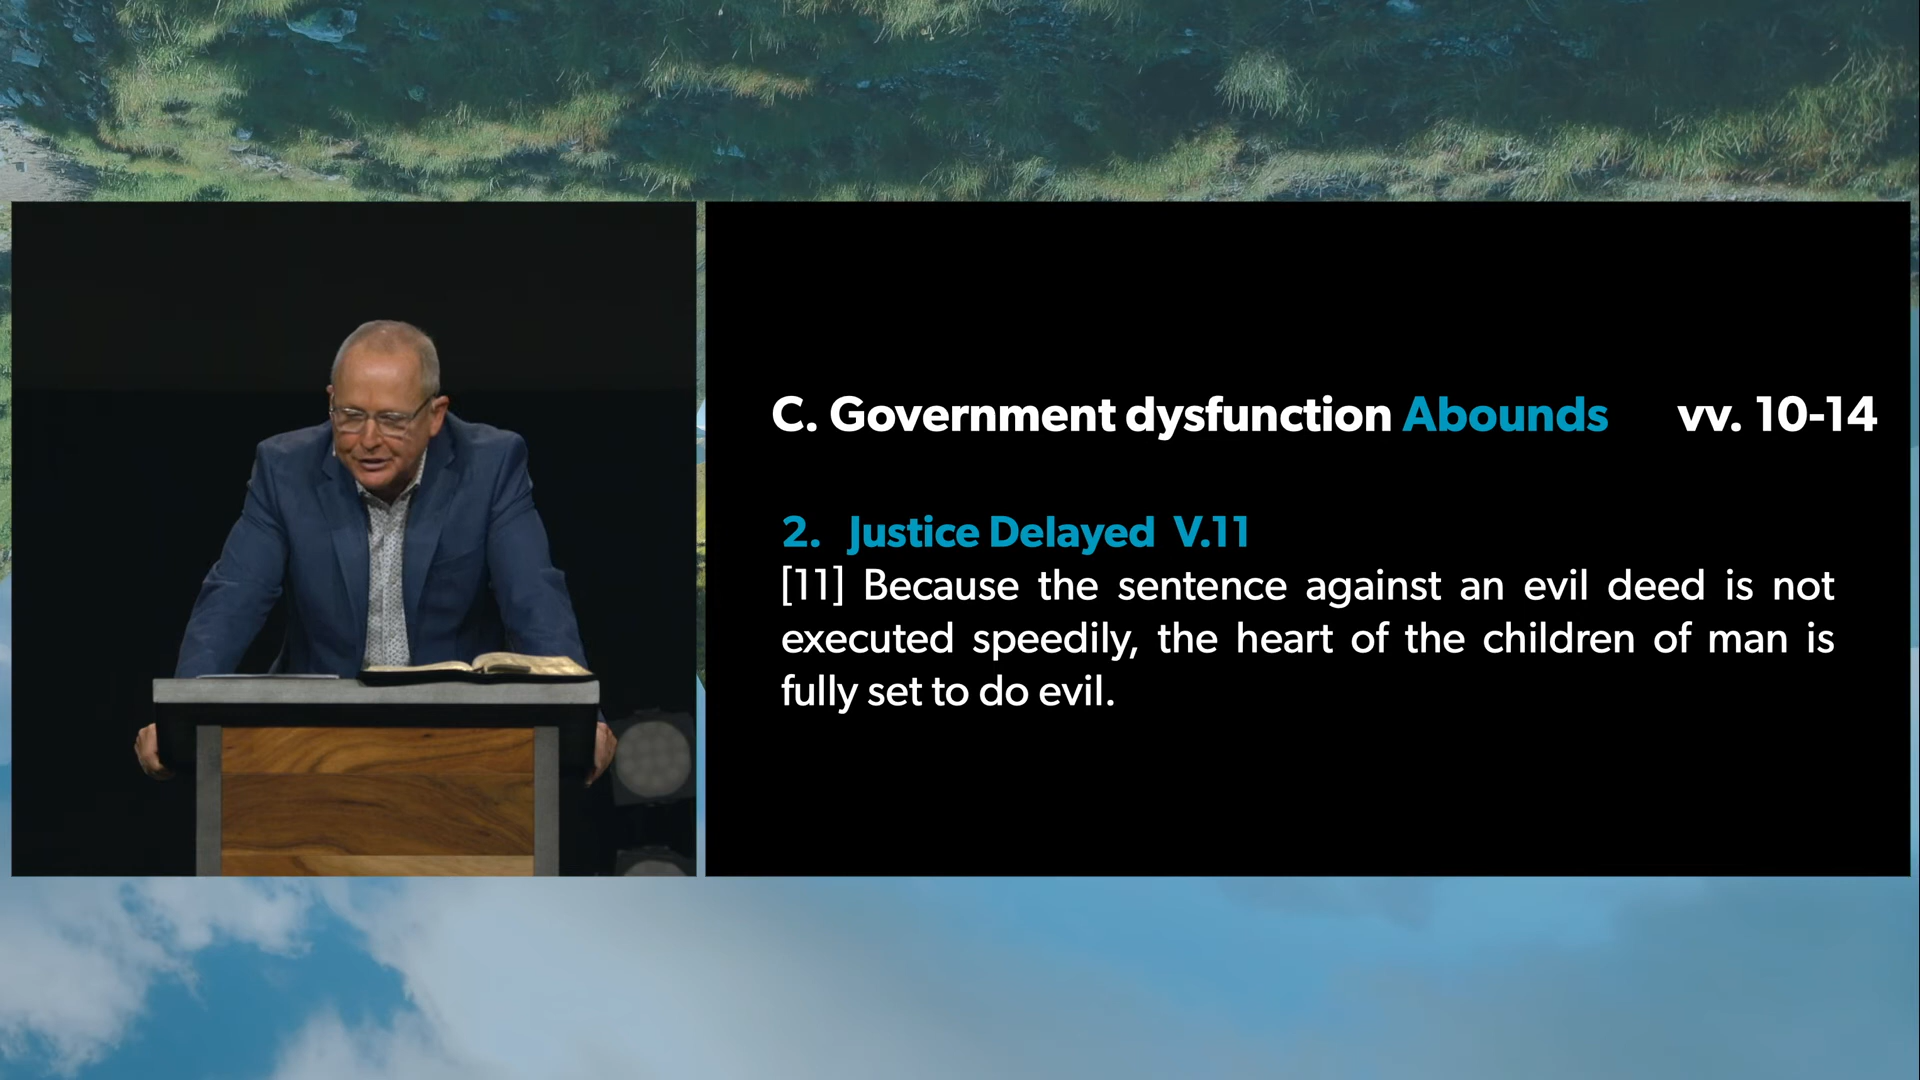 C. Government dysfunction Abounds vv. 10-14
2. Justice Delayed V.11
[11] Because the sentence against an evil deed is not
executed speedily, the heart of the children of man is
fully set to do evil.